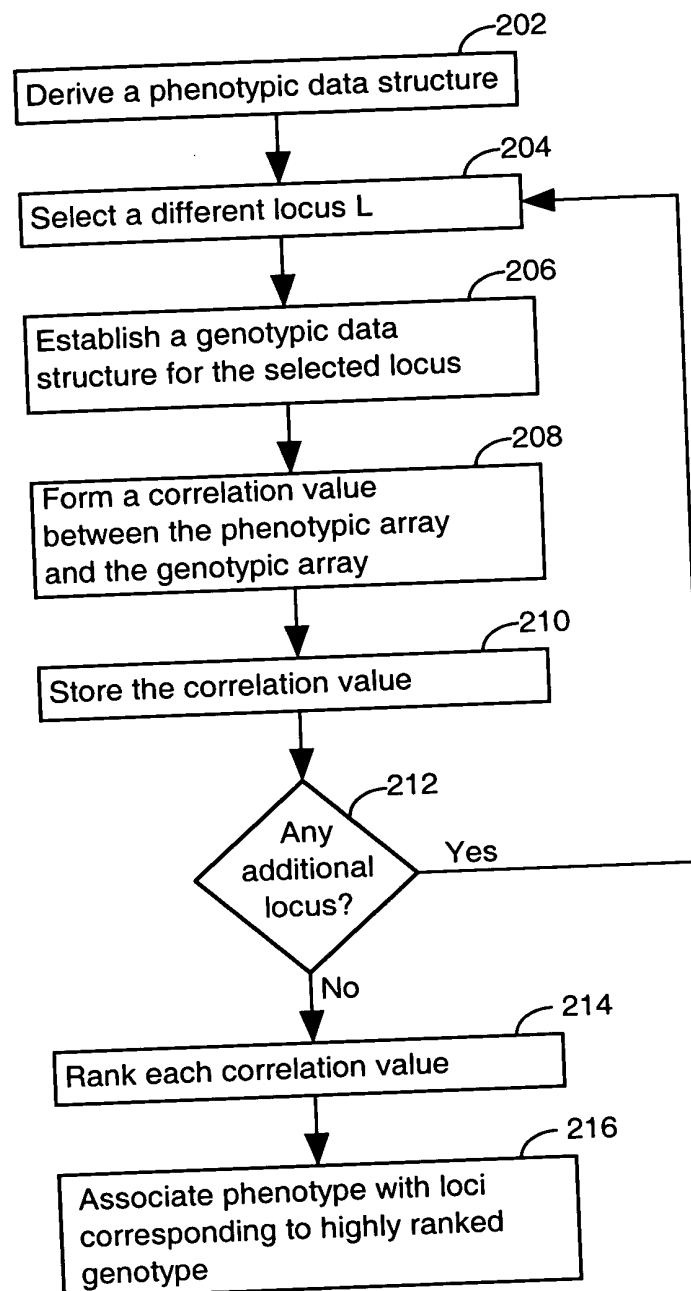 202
Derive a phenotypic data structure
204
Select a different locus L
206
Establish a genotypic data
structure for the selected locus
208
Form a correlation value
between the phenotypic array
and the genotypic array
210
Store the correlation value
212
Any
additional
locus?
Yes
No
214
Rank each correlation value
216
Associate phenotype with loci
corresponding to highly ranked
genotype